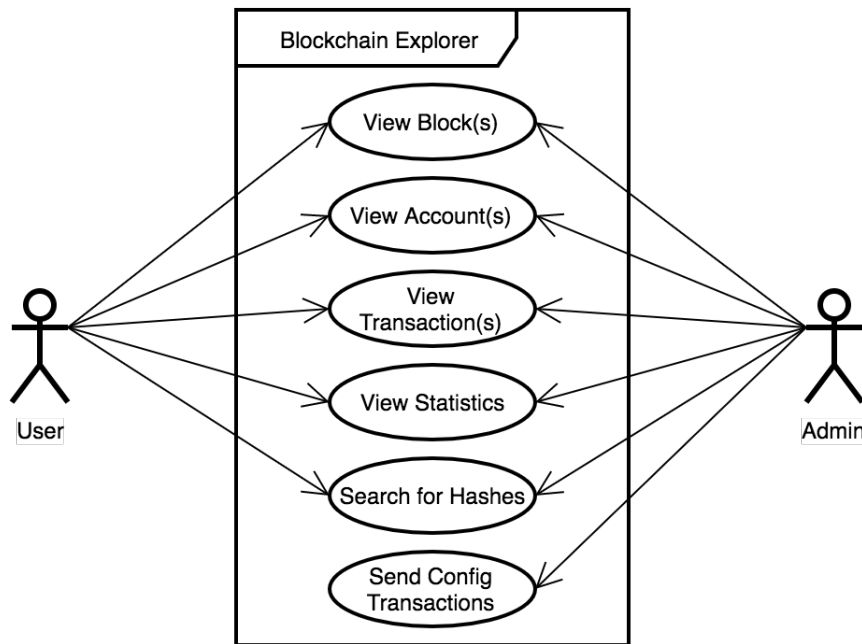 Blockchain Explorer
View Block(s)
View Account(s)
View
Transaction(s)
View Statistics
User
Admin
Search for Hashes
Send Config
Transactions